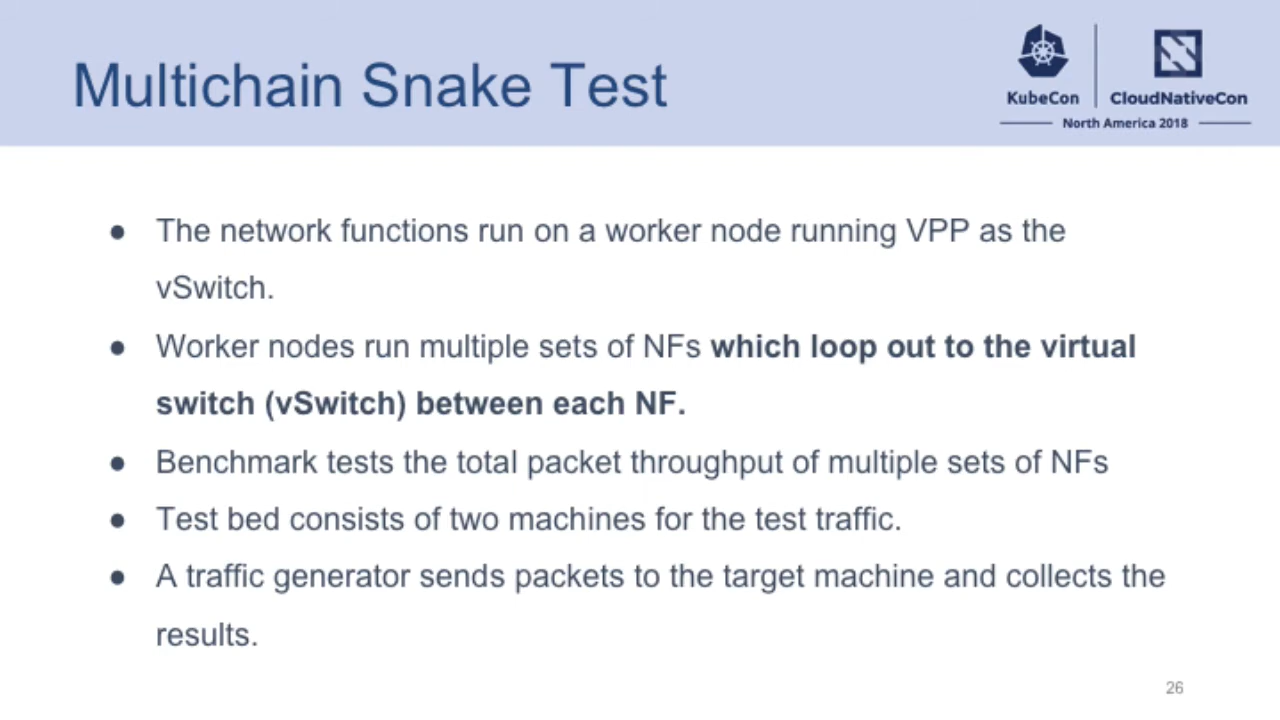 Multichain Snake Test
KubeCon
CloudNativeCon
North America 2018
● The network functions run on a worker node running VPP as the
vSwitch.
● Worker nodes run multiple sets of NFs which loop out to the virtual
switch (vSwitch) between each NF.
● Benchmark tests the total packet throughput of multiple sets of NFs
● Test bed consists of two machines for the test traffic.
● A traffic generator sends packets to the target machine and collects the
results.
26